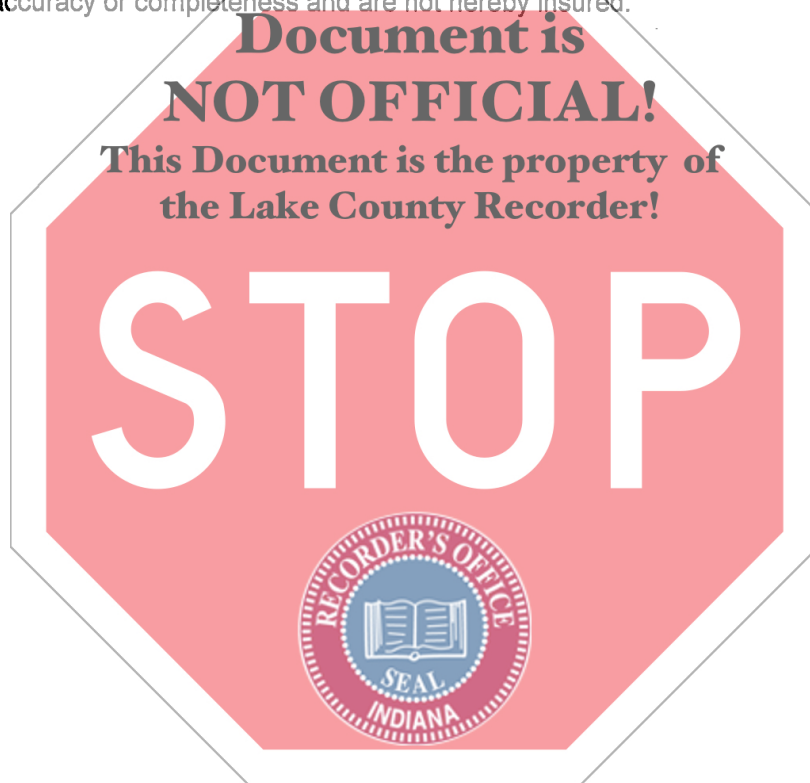 accuracy or completeness and are not hereby insured.
Document is
NOT OFFICIAL!
This Document is the property of
the Lake County Recorder!
STOP
RECORDER'S OFFICE
SEAL
INDIANA